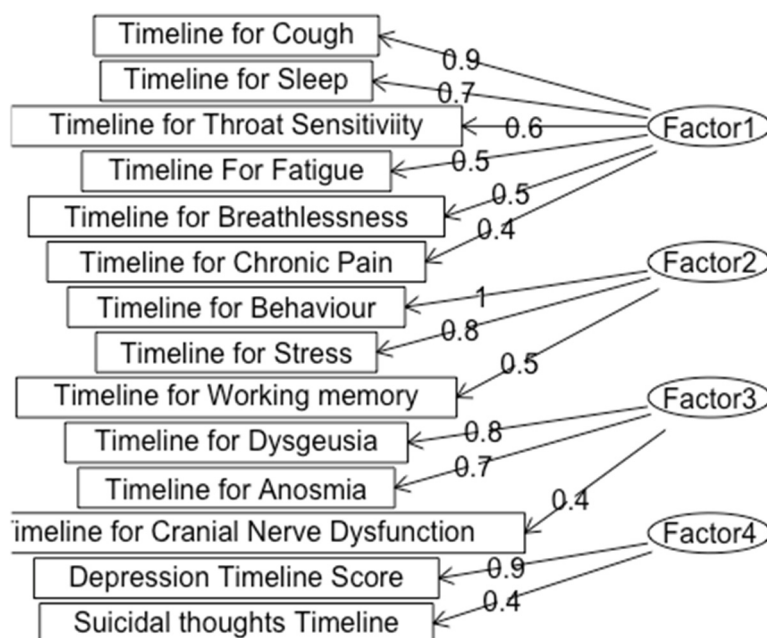 Timeline for Cough
0.9
Timeline for Sleep
0.7
Timeline for Throat Sensitiviity
0.6
Factor1
Timeline For Fatigue
0.5
Timeline for Breathlessness
0.5
Timeline for Chronic Pain
0.4
Factor2
Timeline for Behaviour
1
Timeline for Stress
0.8
Timeline for Working memory
0.5
Factor3
Timeline for Dysgeusia
0.8
Timeline for Anosmia
0.7
imeline for Cranial Nerve Dysfunction
0.4
Factor4
Depression Timeline Score
0.9
Suicidal thoughts Timeline
0.4